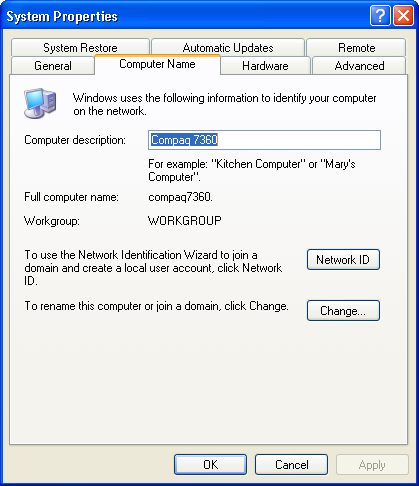 System Properties
System Restore Automatic Updates Remote
General Computer Name Hardware Advanced
Windows uses the following information to identify your computer
on the network.
Computer description: Compaq 7360
For example: "Kitchen Computer" or "Mary's
Computer".
Full computer name: compaq7360.
Workgroup: WORKGROUP
To use the Network Identification Wizard to join a
domain and create a local user account, click Network
ID.
Network ID
To rename this computer or join a domain, click Change.
Change...
OK Cancel Apply